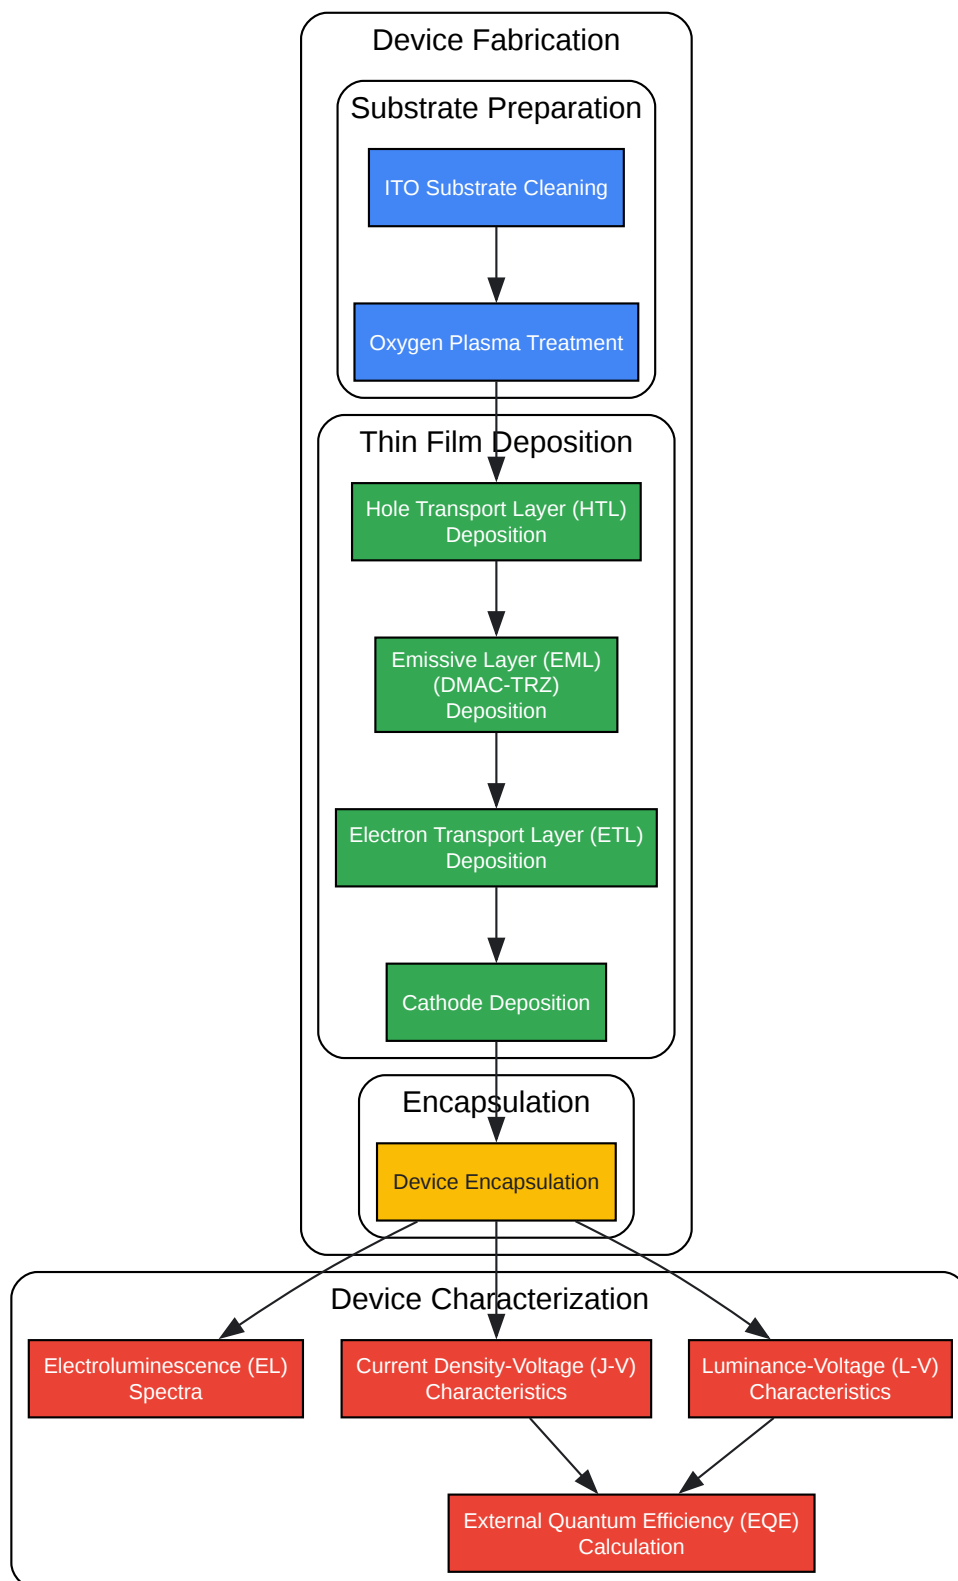 Device Fabrication
Substrate Preparation
ITO Substrate Cleaning
Oxygen Plasma Treatment
Thin Film Deposition
Hole Transport Layer (HTL)
Deposition
Emissive Layer (EML)
(DMAC-TRZ)
Deposition
Electron Transport Layer (ETL)
Deposition
Cathode Deposition
Encapsulation
Device Encapsulation
Device Characterization
Electroluminescence (EL)
Spectra
Current Density-Voltage (J-V)
Characteristics
Luminance-Voltage (L-V)
Characteristics
External Quantum Efficiency (EQE)
Calculation